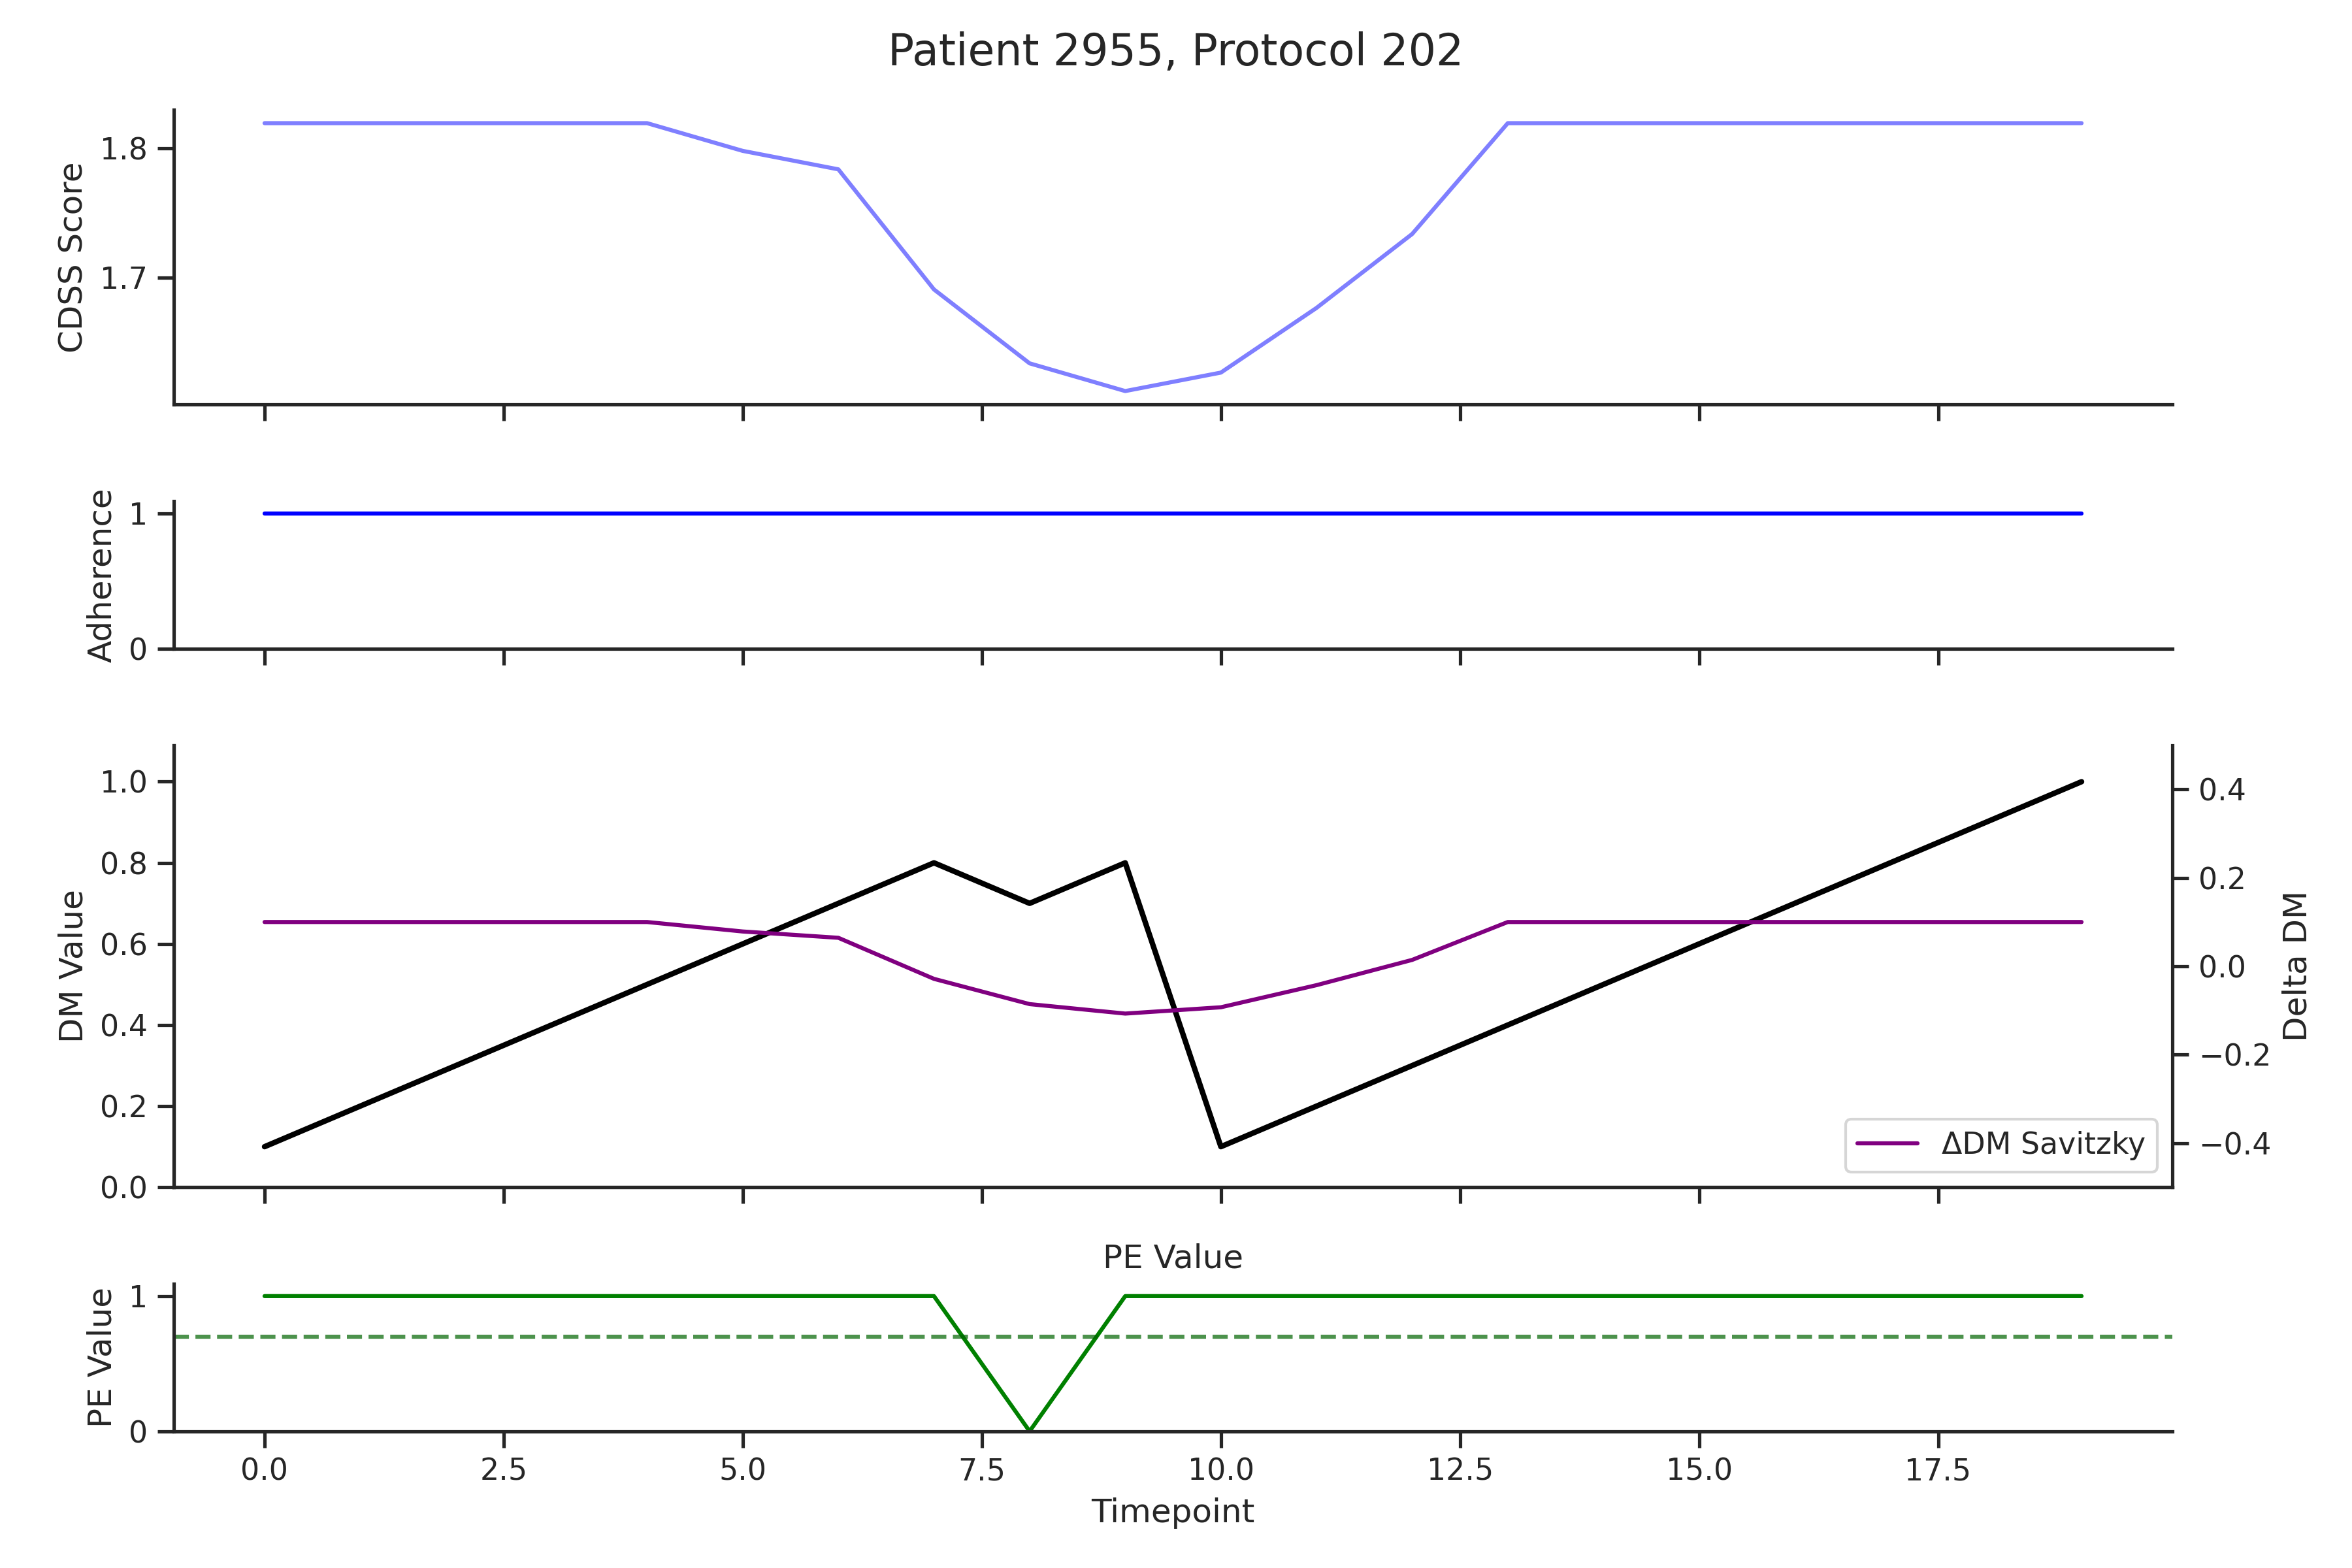 Patient 2955, Protocol 202
CDSS Score
1.8
1.7
Adherence
1
0
DM Value
1.0
0.8
0.6
0.4
0.2
0.0
Delta DM
0.4
0.2
0.0
−0.2
−0.4
ΔDM Savitzky
PE Value
PE Value
1
0
0.0 2.5 5.0 7.5 10.0 12.5 15.0 17.5
Timepoint